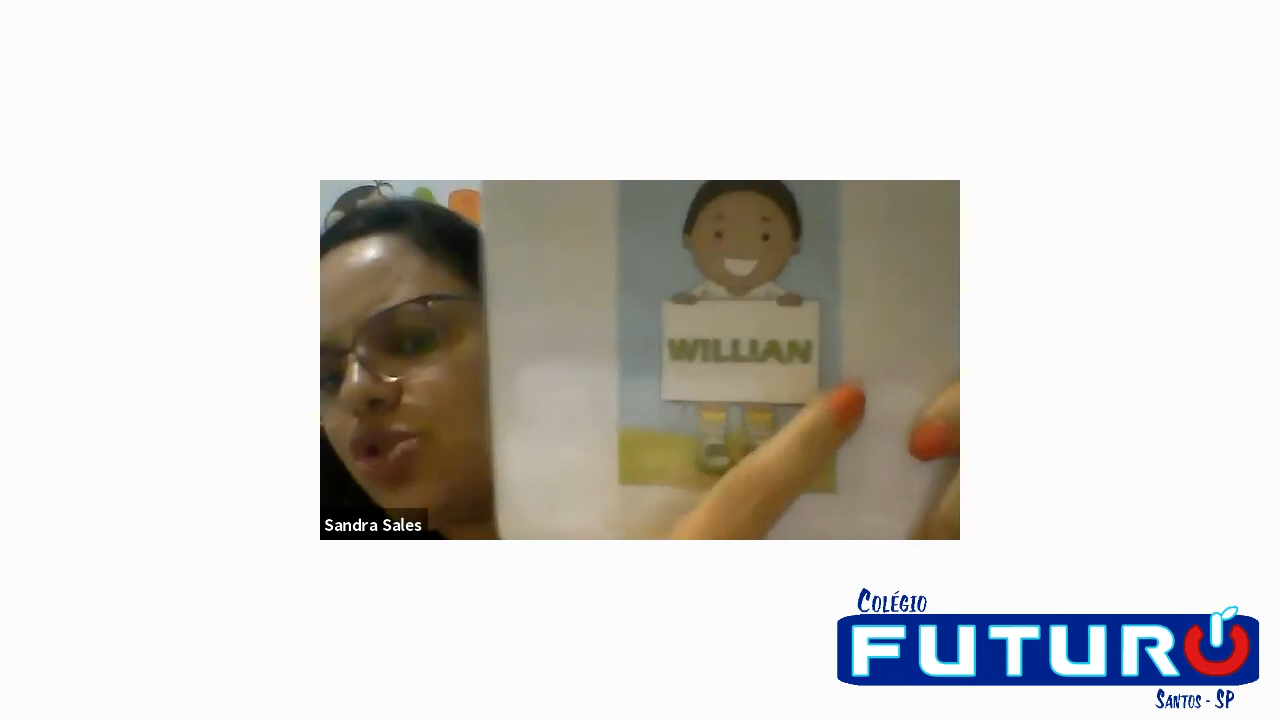 WILLIAN
Sandra Sales
COLÉGIO
FUTURO
SANTOS - SP